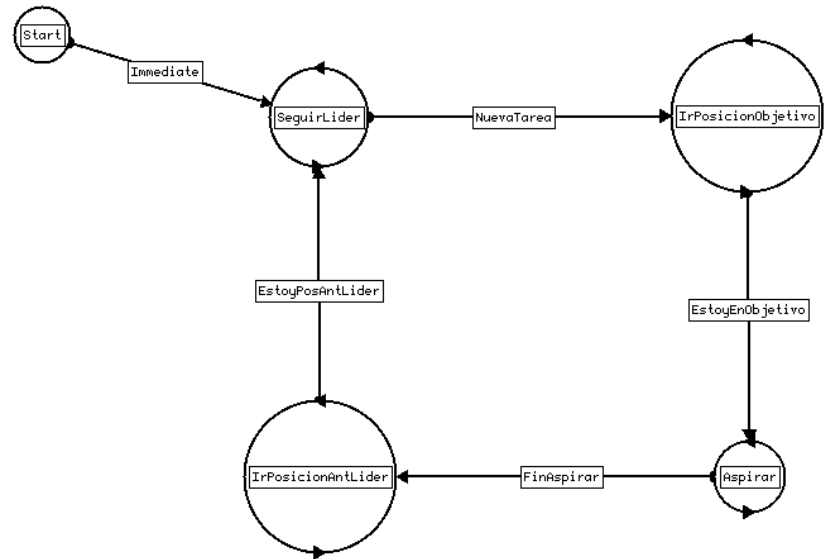 Start
Immediate
SeguirLider
NuevaTarea
IrPosicionObjetivo
EstoyPosAntLider
EstoyEnObjetivo
IrPosicionAntLider
FinAspirar
Aspirar